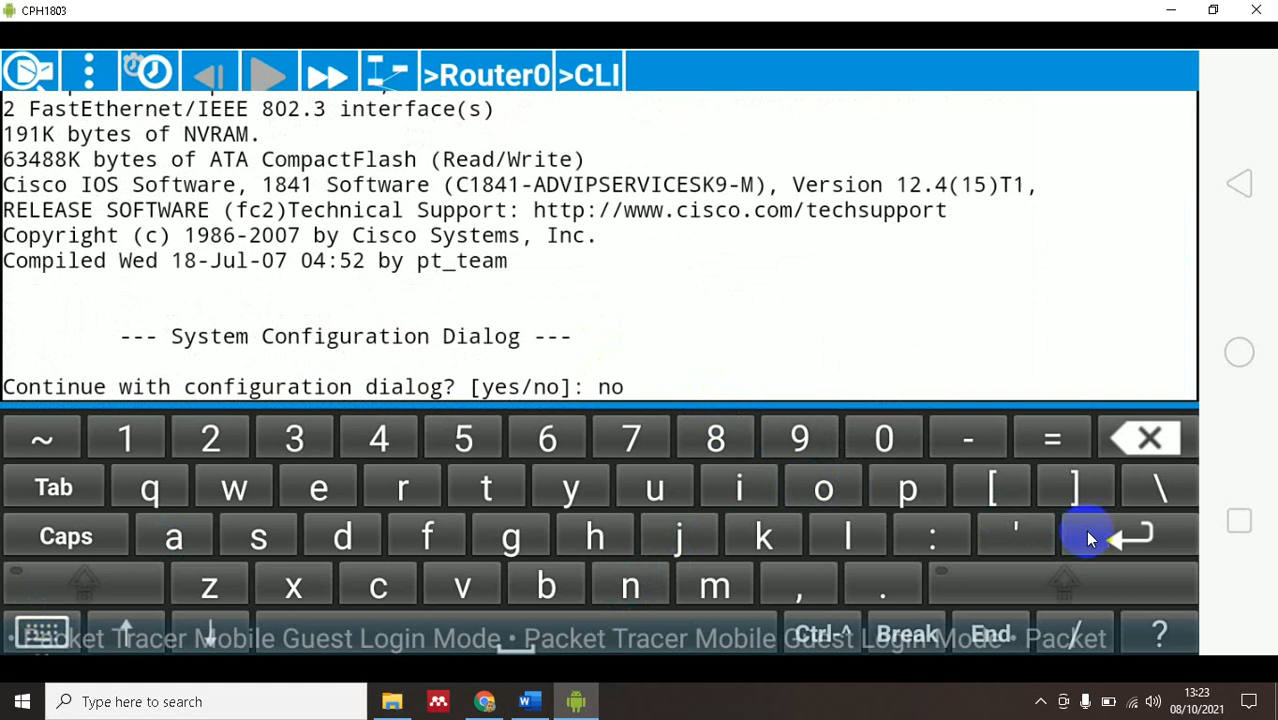 CPH1803
>Router0 >CLI
2 FastEthernet/IEEE 802.3 interface(s)
191K bytes of NVRAM.
63488K bytes of ATA CompactFlash (Read/Write)
Cisco IOS Software, 1841 Software (C1841-ADVIPSERVICESK9-M), Version 12.4(15)T1,
RELEASE SOFTWARE (fc2)Technical Support: http://www.cisco.com/techsupport
Copyright (c) 1986-2007 by Cisco Systems, Inc.
Compiled Wed 18-Jul-07 04:52 by pt_team
--- System Configuration Dialog ---
Continue with configuration dialog? [yes/no]: no
~ 1 2 3 4 5 6 7 8 9 0 - =
Tab q w e r t y u i o p [ ] \
Caps a s d f g h j k l : '
z x c v b n m , .
Ctrl-^ Break End / ?
• Packet Tracer Mobile Guest Login Mode • Packet Tracer Mobile Guest Login Mode • Packet
Type here to search
13:23
08/10/2021